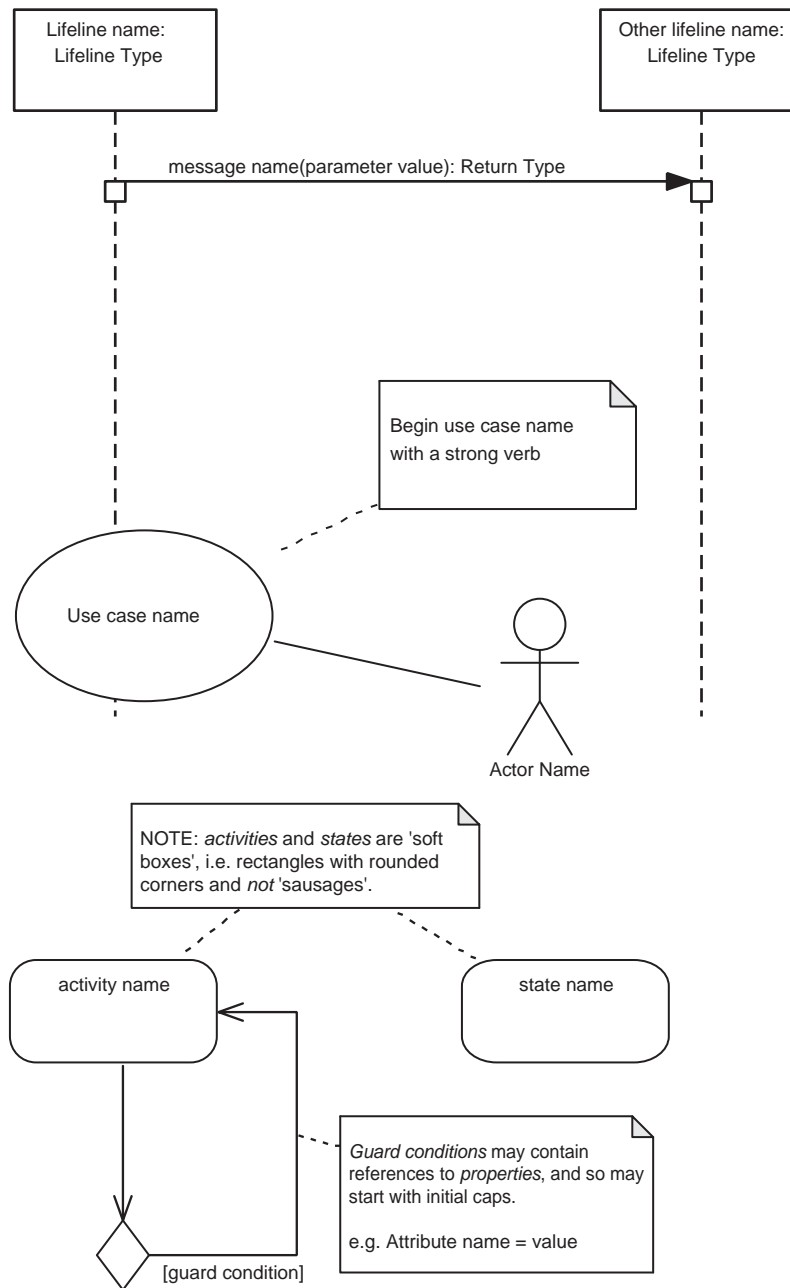 Lifeline name:
Lifeline Type
Other lifeline name:
Lifeline Type
message name(parameter value): Return Type
Begin use case name
with a strong verb
Use case name
Actor Name
NOTE: activities and states are 'soft
boxes', i.e. rectangles with rounded
corners and not 'sausages'.
activity name
state name
Guard conditions may contain
references to properties, and so may
start with initial caps.
e.g. Attribute name = value
[guard condition]